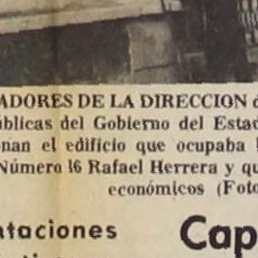 ADORES DE LA DIRECCION d
úblicas del Gobierno del Estad
nan el edificio que ocupaba l
Número 16 Rafael Herrera y qu
económicos (Foto
taciones
Cap